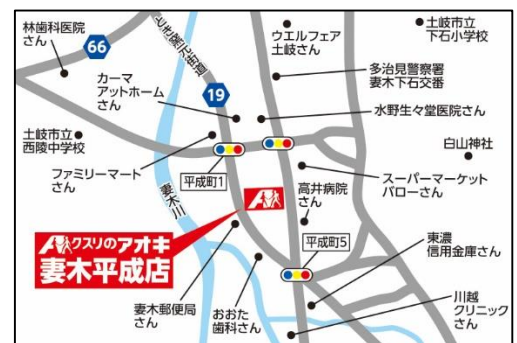 林歯科医院
さん
66
とき窯元街道
ウエルフェア
土岐さん
土岐市立
下石小学校
カーマ
アットホーム
さん
19
多治見警察署
妻木下石交番
水野生々堂医院さん
土岐市立
西陵中学校
白山神社
ファミリーマート
さん
平成町1
スーパーマーケット
バローさん
妻木川
高井病院
さん
クスリのアオキ
妻木平成店
平成町5
東濃
信用金庫さん
妻木郵便局
さん
おおた
歯科さん
川越
クリニック
さん